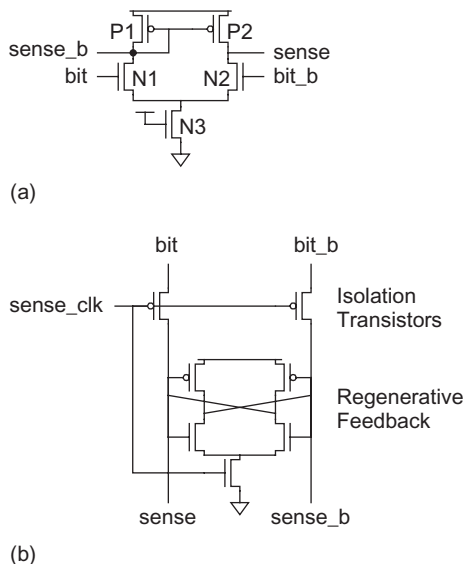 P1 P2
sense_b sense
bit N1 N2 bit_b
N3
(a)
bit bit_b
sense_clk Isolation
Transistors
Regenerative
Feedback
sense sense_b
(b)